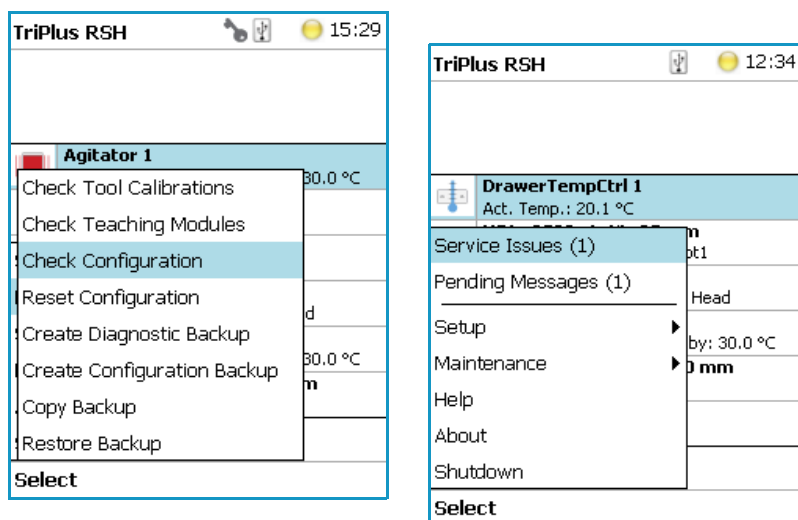 TriPlus RSH 15:29
Agitator 1
30.0 °C
Check Tool Calibrations
Check Teaching Modules
Check Configuration
Reset Configuration
Create Diagnostic Backup
Create Configuration Backup
30.0 °C
Copy Backup
Restore Backup
Select
TriPlus RSH 12:34
DrawerTempCtrl 1
Act. Temp.: 20.1 °C
Service Issues (1)
Pending Messages (1)
Head
Setup
by: 30.0 °C
Maintenance
0 mm
Help
About
Shutdown
Select